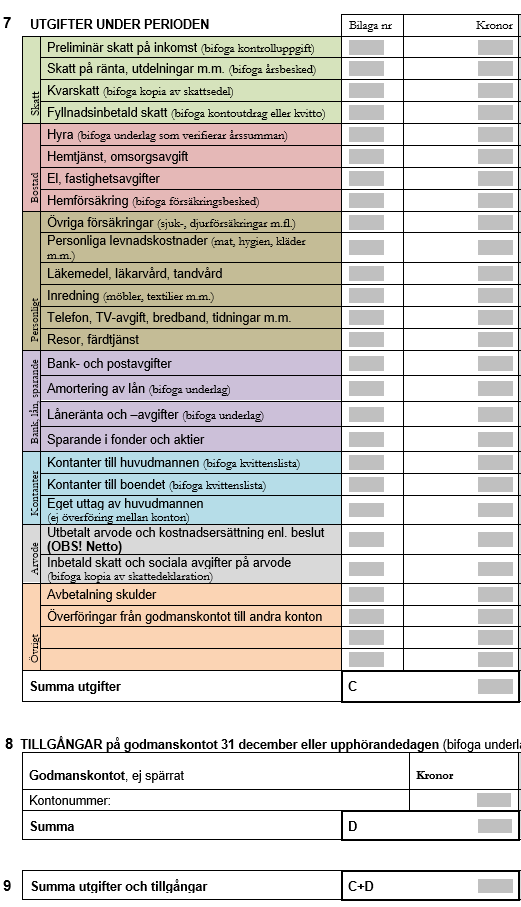 7 UTGIFTER UNDER PERIODEN Bilaga nr Kronor
Skatt
Preliminär skatt på inkomst (bifoga kontrolluppgift)
Skatt på ränta, utdelningar m.m. (bifoga årsbesked)
Kvarskatt (bifoga kopia av skattsedel)
Fyllnadsinbetald skatt (bifoga kontoutdrag eller kvitto)
Bostad
Hyra (bifoga underlag som verifierar årssumman)
Hemtjänst, omsorgsavgift
El, fastighetsavgifter
Hemförsäkring (bifoga försäkringsbesked)
Personligt
Övriga försäkringar (sjuk-, djurförsäkringar m.fl.)
Personliga levnadskostnader (mat, hygien, kläder
m.m.)
Läkemedel, läkarvård, tandvård
Inredning (möbler, textilier m.m.)
Telefon, TV-avgift, bredband, tidningar m.m.
Resor, färdtjänst
Bank, lån, sparande
Bank- och postavgifter
Amortering av lån (bifoga underlag)
Låneränta och –avgifter (bifoga underlag)
Sparande i fonder och aktier
Kontanter
Kontanter till huvudmannen (bifoga kvittenslista)
Kontanter till boendet (bifoga kvittenslista)
Eget uttag av huvudmannen
(ej överföring mellan konton)
Arvode
Utbetalt arvode och kostnadsersättning enl. beslut
(OBS! Netto)
Inbetald skatt och sociala avgifter på arvode
(bifoga kopia av skattedeklaration)
Övrigt
Avbetalning skulder
Överföringar från godmanskontot till andra konton
Summa utgifter C
8 TILLGÅNGAR på godmanskontot 31 december eller upphörandedagen (bifoga underl
Godmanskontot, ej spärrat Kronor
Kontonummer:
Summa D
9 Summa utgifter och tillgångar C+D